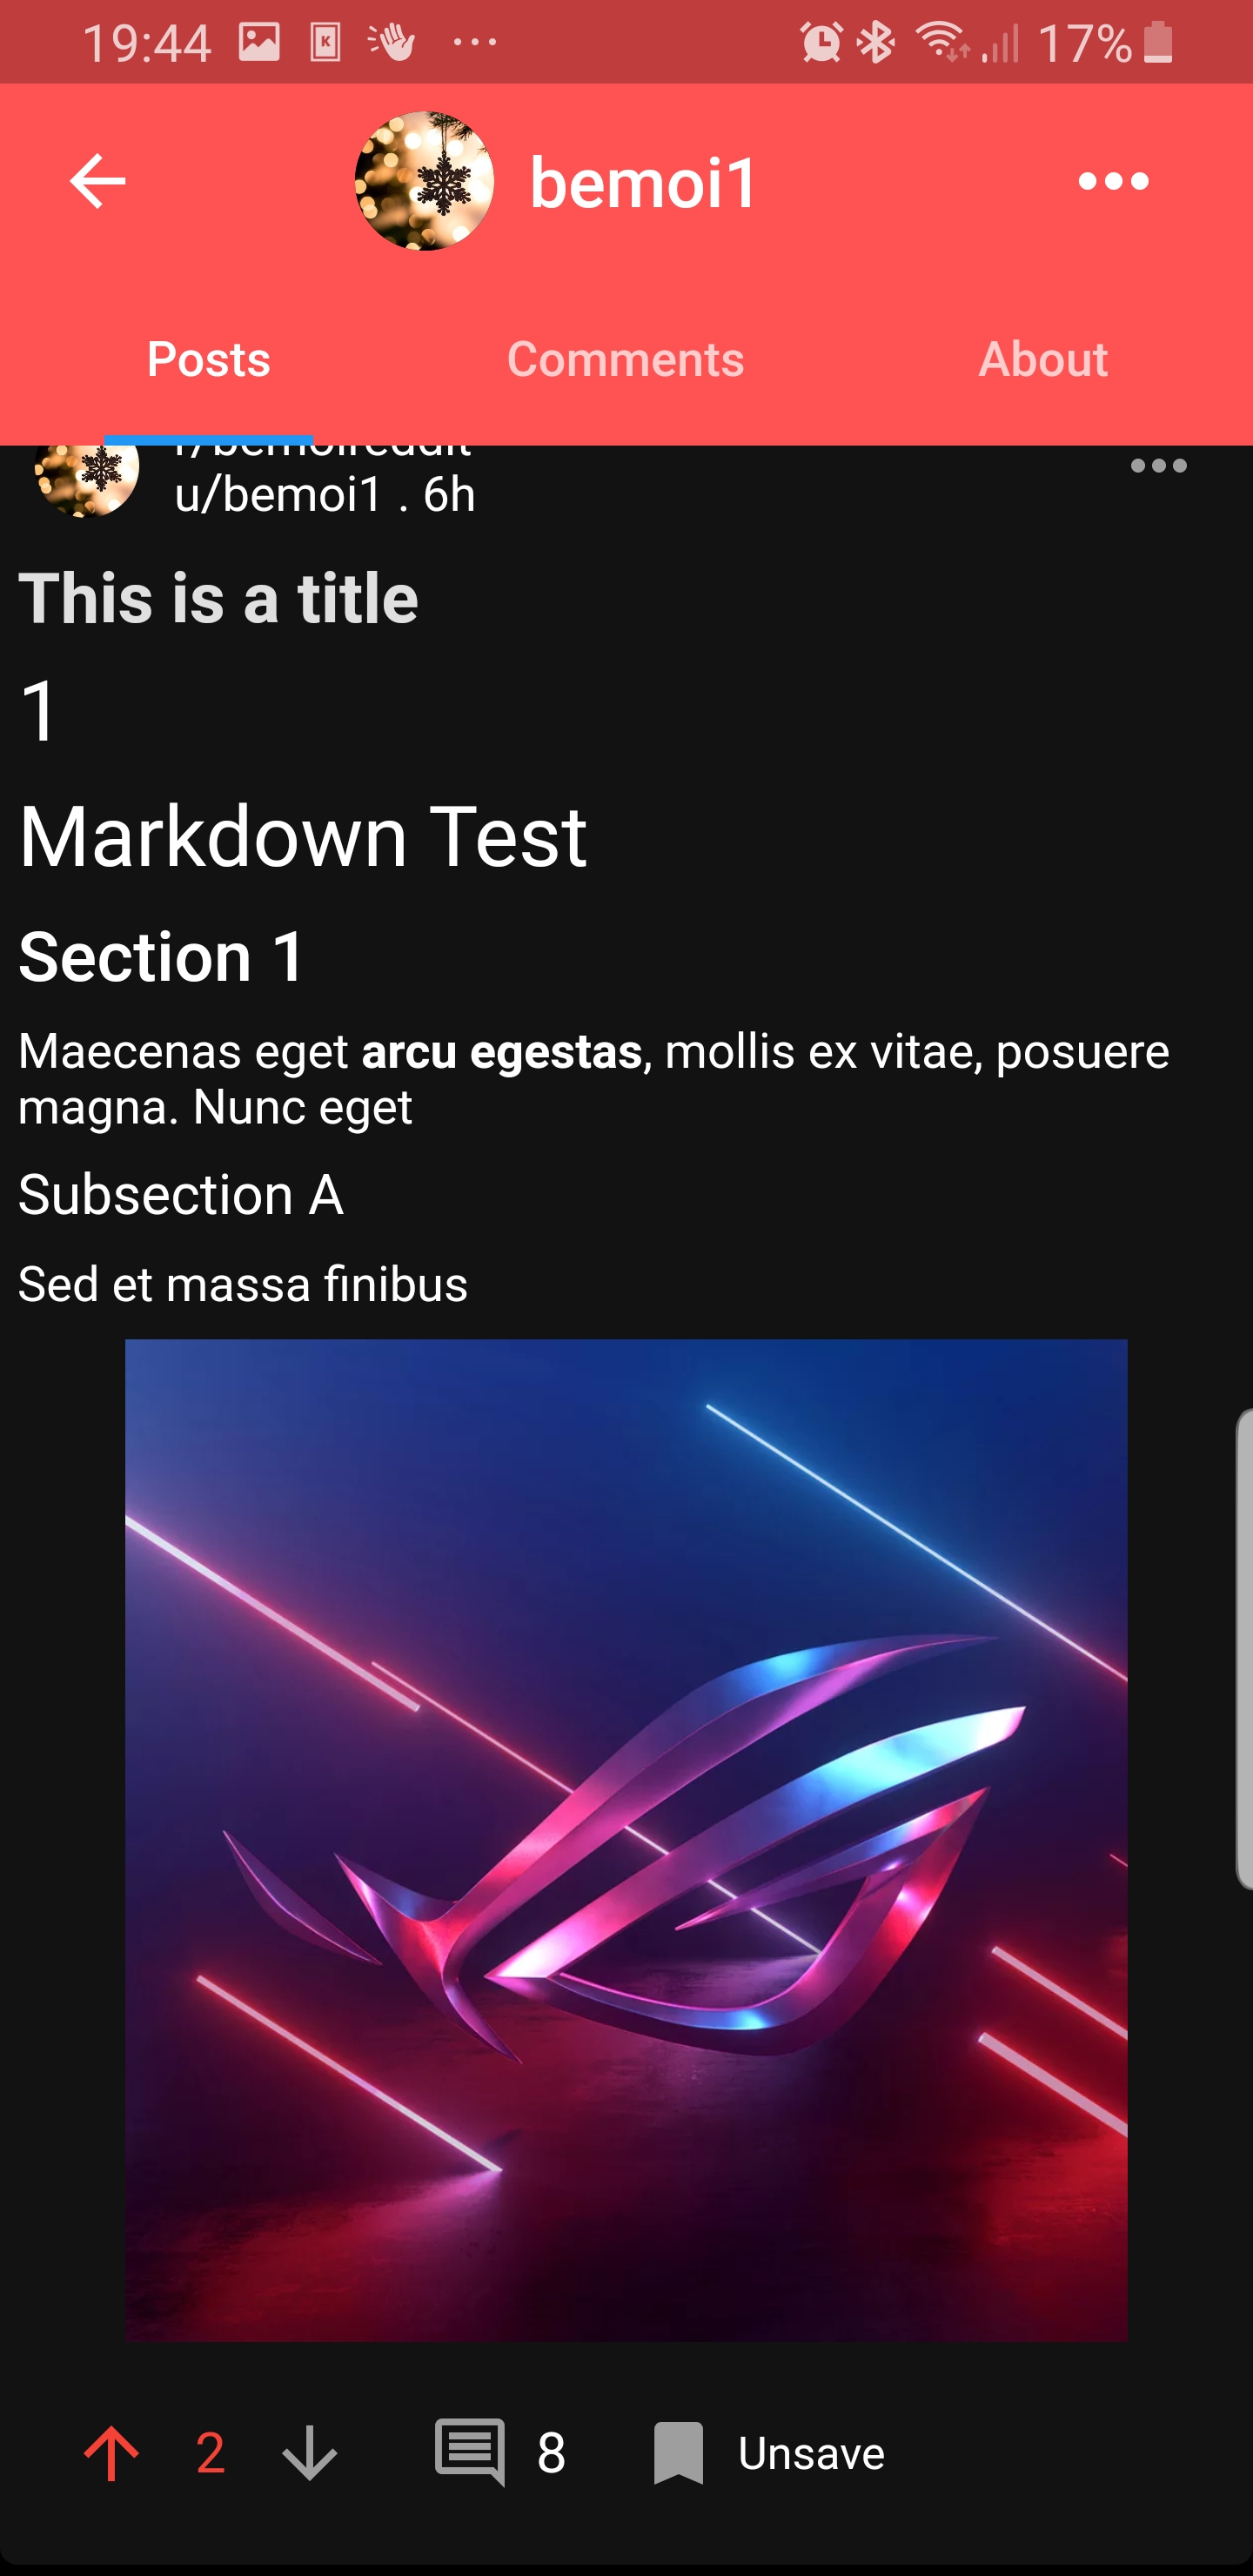 19:44
17%
bemoi1
Posts Comments About
r/bemoireddit
u/bemoi1 . 6h
This is a title
1
Markdown Test
Section 1
Maecenas eget arcu egestas, mollis ex vitae, posuere
magna. Nunc eget
Subsection A
Sed et massa finibus
2 8 Unsave